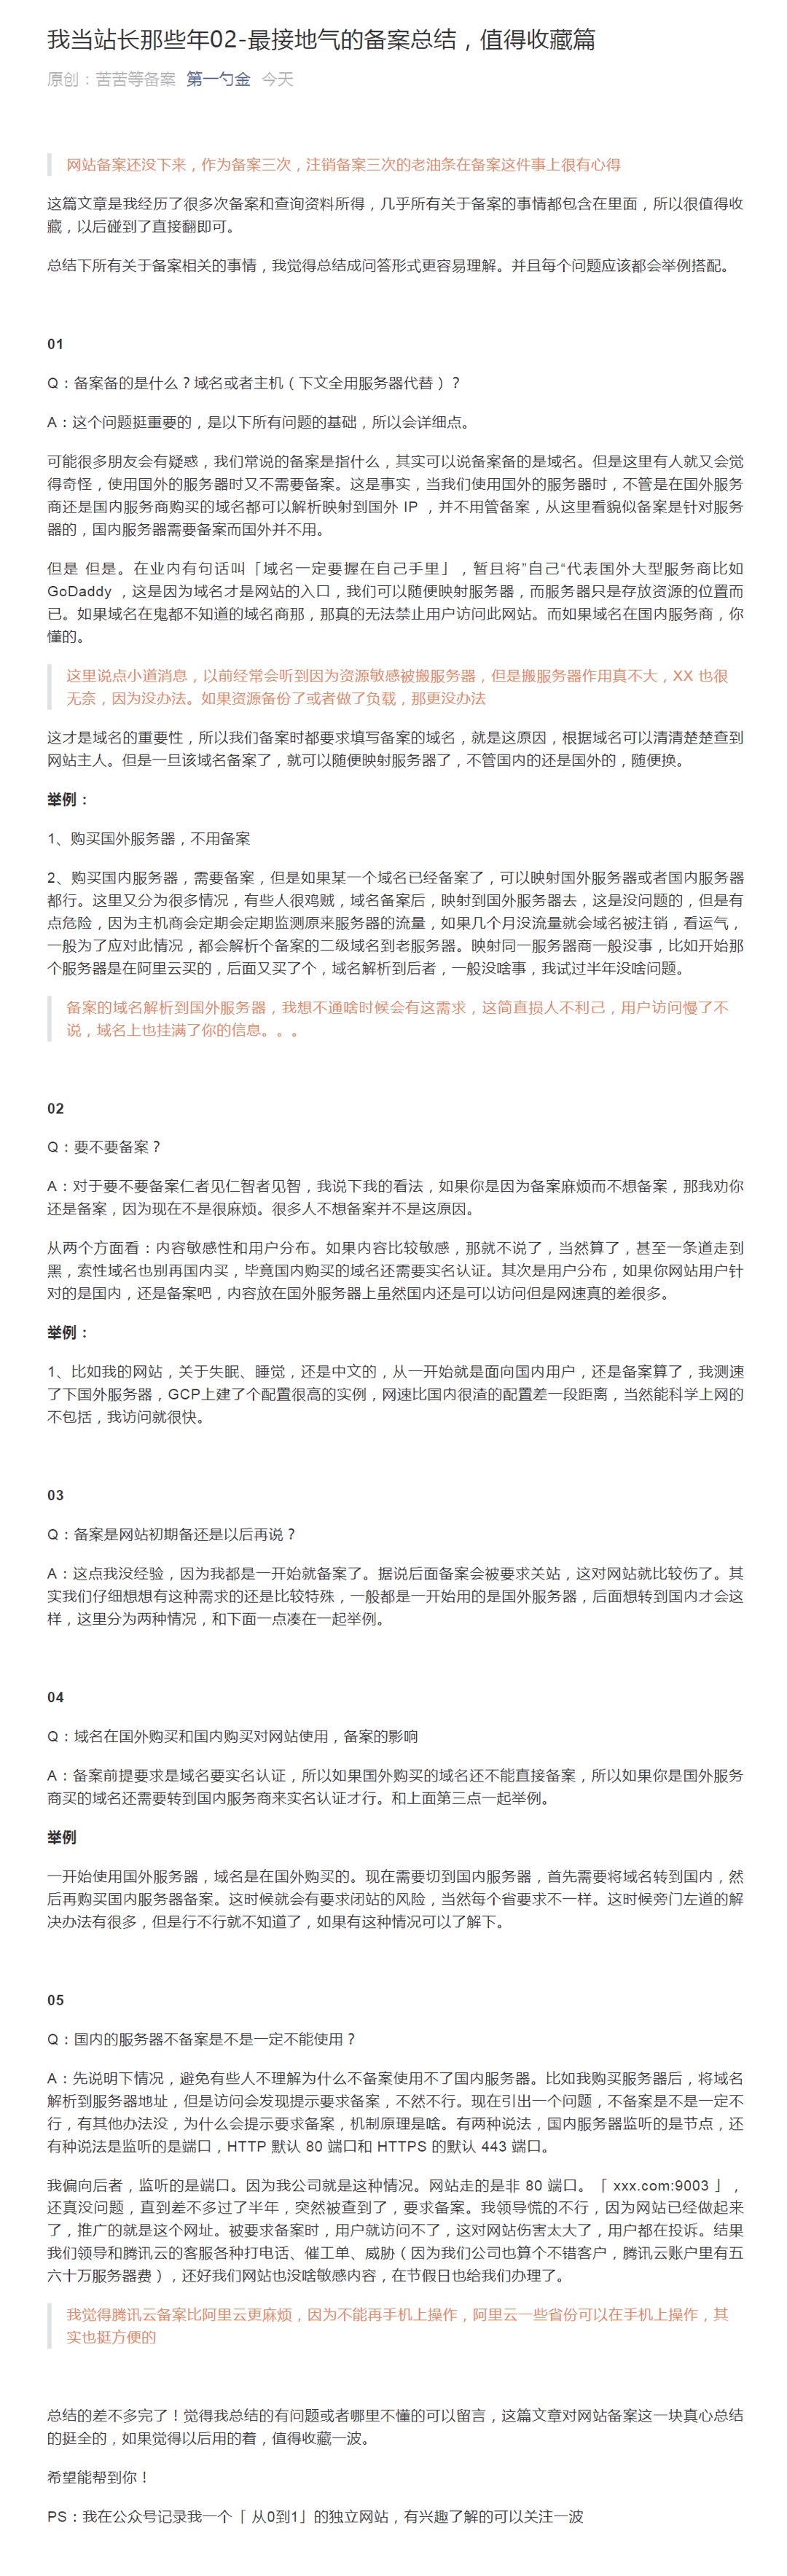 我当站长那些年02-最接地气的备案总结，值得收藏篇
原创：苦苦等备案 第一勺金 今天
网站备案还没下来，作为备案三次，注销备案三次的老油条在备案这件事上很有心得
这篇文章是我经历了很多次备案和查询资料所得，几乎所有关于备案的事情都包含在里面，所以很值得收
藏，以后碰到了直接翻即可。
总结下所有关于备案相关的事情，我觉得总结成问答形式更容易理解。并且每个问题应该都会举例搭配。
01
Q：备案备的是什么？域名或者主机（下文全用服务器代替）？
A：这个问题挺重要的，是以下所有问题的基础，所以会详细点。
可能很多朋友会有疑惑，我们常说的备案是指什么，其实可以说备案备的是域名。但是这里有人就又会觉
得奇怪，使用国外的服务器时又不需要备案。这是事实，当我们使用国外的服务器时，不管是在国外服务
商还是国内服务商购买的域名都可以解析映射到国外 IP ，并不用管备案，从这里看貌似备案是针对服务
器的，国内服务器需要备案而国外并不用。
但是 但是。在业内有句话叫「域名一定要握在自己手里」，暂且将”自己“代表国外大型服务商比如
GoDaddy ，这是因为域名才是网站的入口，我们可以随便映射服务器，而服务器只是存放资源的位置而
已。如果域名在鬼都不知道的域名商那，那真的无法禁止用户访问此网站。而如果域名在国内服务商，你
懂的。
这里说点小道消息，以前经常会听到因为资源敏感被搬服务器，但是搬服务器作用真不大，XX 也很
无奈，因为没办法。如果资源备份了或者做了负载，那更没办法
这才是域名的重要性，所以我们备案时都要求填写备案的域名，就是这原因，根据域名可以清清楚楚查到
网站主人。但是一旦该域名备案了，就可以随便映射服务器了，不管国内的还是国外的，随便换。
举例：
1、购买国外服务器，不用备案
2、购买国内服务器，需要备案，但是如果某一个域名已经备案了，可以映射国外服务器或者国内服务器
都行。这里又分为很多情况，有些人很鸡贼，域名备案后，映射到国外服务器去，这是没问题的，但是有
点危险，因为主机商会定期会定期监测原来服务器的流量，如果几个月没流量就会域名被注销，看运气，
一般为了应对此情况，都会解析个备案的二级域名到老服务器。映射同一服务器商一般没事，比如开始那
个服务器是在阿里云买的，后面又买了个，域名解析到后者，一般没啥事，我试过半年没啥问题。
备案的域名解析到国外服务器，我想不通啥时候会有这需求，这简直损人不利己，用户访问慢了不
说，域名上也挂满了你的信息。。。
02
Q：要不要备案？
A：对于要不要备案仁者见仁智者见智，我说下我的看法，如果你是因为备案麻烦而不想备案，那我劝你
还是备案，因为现在不是很麻烦。很多人不想备案并不是这原因。
从两个方面看：内容敏感性和用户分布。如果内容比较敏感，那就不说了，当然算了，甚至一条道走到
黑，索性域名也别再国内买，毕竟国内购买的域名还需要实名认证。其次是用户分布，如果你网站用户针
对的是国内，还是备案吧，内容放在国外服务器上虽然国内还是可以访问但是网速真的差很多。
举例：
1、比如我的网站，关于失眠、睡觉，还是中文的，从一开始就是面向国内用户，还是备案算了，我测速
了下国外服务器，GCP上建了个配置很高的实例，网速比国内很渣的配置差一段距离，当然能科学上网的
不包括，我访问就很快。
03
Q：备案是网站初期备还是以后再说？
A：这点我没经验，因为我都是一开始就备案了。据说后面备案会被要求关站，这对网站就比较伤了。其
实我们仔细想想有这种需求的还是比较特殊，一般都是一开始用的是国外服务器，后面想转到国内才会这
样，这里分为两种情况，和下面一点凑在一起举例。
04
Q：域名在国外购买和国内购买对网站使用，备案的影响
A：备案前提要求是域名要实名认证，所以如果国外购买的域名还不能直接备案，所以如果你是国外服务
商买的域名还需要转到国内服务商来实名认证才行。和上面第三点一起举例。
举例
一开始使用国外服务器，域名是在国外购买的。现在需要切到国内服务器，首先需要将域名转到国内，然
后再购买国内服务器备案。这时候就会有要求闭站的风险，当然每个省要求不一样。这时候旁门左道的解
决办法有很多，但是行不行就不知道了，如果有这种情况可以了解下。
05
Q：国内的服务器不备案是不是一定不能使用？
A：先说明下情况，避免有些人不理解为什么不备案使用不了国内服务器。比如我购买服务器后，将域名
解析到服务器地址，但是访问会发现提示要求备案，不然不行。现在引出一个问题，不备案是不是一定不
行，有其他办法没，为什么会提示要求备案，机制原理是啥。有两种说法，国内服务器监听的是节点，还
有种说法是监听的是端口，HTTP 默认 80 端口和 HTTPS 的默认 443 端口。
我偏向后者，监听的是端口。因为我公司就是这种情况。网站走的是非 80 端口。「 xxx.com:9003 」，
还真没问题，直到差不多过了半年，突然被查到了，要求备案。我领导慌的不行，因为网站已经做起来
了，推广的就是这个网址。被要求备案时，用户就访问不了，这对网站伤害太大了，用户都在投诉。结果
我们领导和腾讯云的客服各种打电话、催工单、威胁（因为我们公司也算个不错客户，腾讯云账户里有五
六十万服务器费），还好我们网站也没啥敏感内容，在节假日也给我们办理了。
我觉得腾讯云备案比阿里云更麻烦，因为不能再手机上操作，阿里云一些省份可以在手机上操作，其
实也挺方便的
总结的差不多完了！觉得我总结的有问题或者哪里不懂的可以留言，这篇文章对网站备案这一块真心总结
的挺全的，如果觉得以后用的着，值得收藏一波。
希望能帮到你！
PS：我在公众号记录我一个「 从0到1」的独立网站，有兴趣了解的可以关注一波